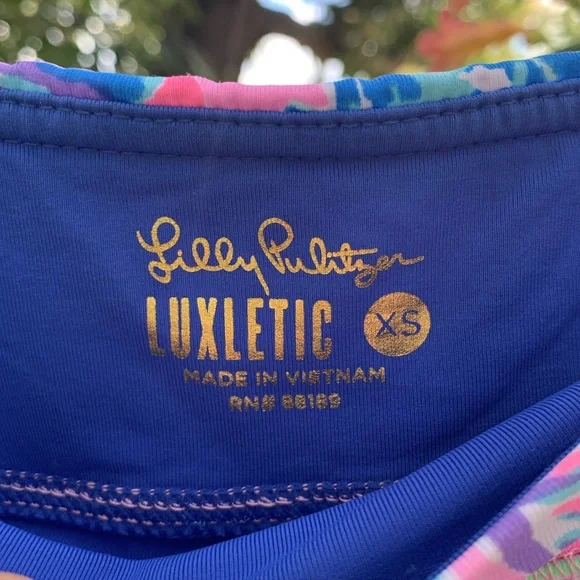 Lilly Pulitzer
LUXLETIC XS
MADE IN VIETNAM
RN# 88189